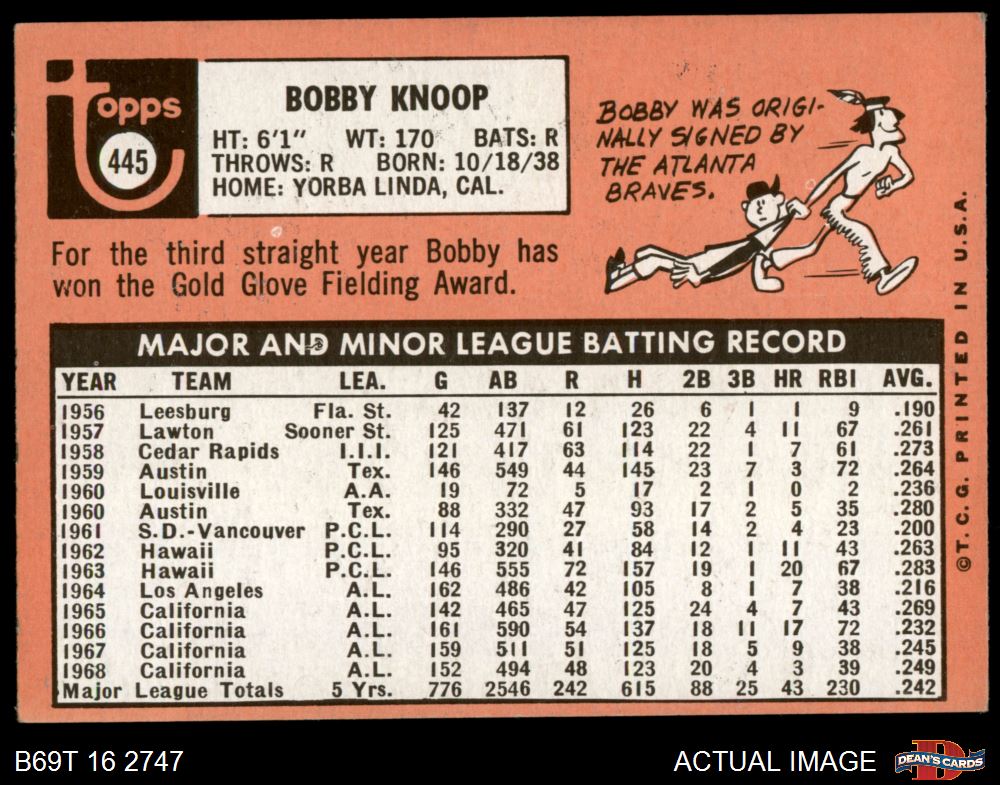 Topps
445
BOBBY KNOOP
HT: 6'1" WT: 170 BATS: R
THROWS: R BORN: 10/18/38
HOME: YORBA LINDA, CAL.
BOBBY WAS ORIGI-
NALLY SIGNED BY
THE ATLANTA
BRAVES.
For the third straight year Bobby has
won the Gold Glove Fielding Award.
MAJOR AND MINOR LEAGUE BATTING RECORD
YEAR TEAM LEA. G AB R H 2B 3B HR RBI AVG.
1956 Leesburg Fla. St. 42 137 12 26 6 1 1 9 .190
1957 Lawton Sooner St. 125 471 61 123 22 4 11 67 .261
1958 Cedar Rapids I.I.I. 121 417 63 114 22 1 7 61 .273
1959 Austin Tex. 146 549 44 145 23 7 3 72 .264
1960 Louisville A.A. 19 72 5 17 2 1 0 2 .236
1960 Austin Tex. 88 332 47 93 17 2 5 35 .280
1961 S.D.-Vancouver P.C.L. 114 290 27 58 14 2 4 23 .200
1962 Hawaii P.C.L. 95 320 41 84 12 1 11 43 .263
1963 Hawaii P.C.L. 146 555 72 157 19 1 20 67 .283
1964 Los Angeles A.L. 162 486 42 105 8 1 7 38 .216
1965 California A.L. 142 465 47 125 24 4 7 43 .269
1966 California A.L. 161 590 54 137 18 11 17 72 .232
1967 California A.L. 159 511 51 125 18 5 9 38 .245
1968 California A.L. 152 494 48 123 20 4 3 39 .249
Major League Totals 5 Yrs. 776 2546 242 615 88 25 43 230 .242
©T.C.G. PRINTED IN U.S.A.
B69T 16 2747
ACTUAL IMAGE
D
DEAN'S CARDS